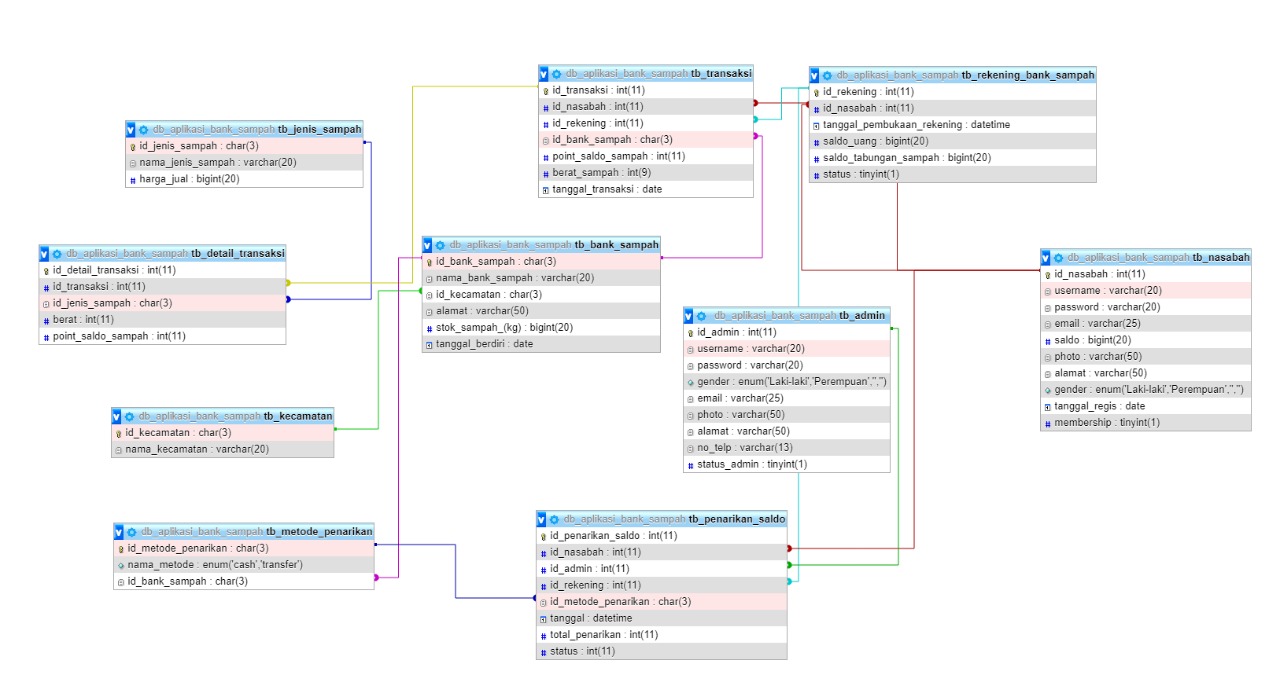 db_aplikasi_bank_sampah tb_transaksi
id_transaksi : int(11)
id_nasabah : int(11)
id_rekening : int(11)
id_bank_sampah : char(3)
point_saldo_sampah : int(11)
berat_sampah : int(9)
tanggal_transaksi : date
db_aplikasi_bank_sampah tb_rekening_bank_sampah
id_rekening : int(11)
id_nasabah : int(11)
tanggal_pembukaan_rekening : datetime
saldo_uang : bigint(20)
saldo_tabungan_sampah : bigint(20)
status : tinyint(1)
db_aplikasi_bank_sampah tb_jenis_sampah
id_jenis_sampah : char(3)
nama_jenis_sampah : varchar(20)
harga_jual : bigint(20)
db_aplikasi_bank_sampah tb_detail_transaksi
id_detail_transaksi : int(11)
id_transaksi : int(11)
id_jenis_sampah : char(3)
berat : int(11)
point_saldo_sampah : int(11)
db_aplikasi_bank_sampah tb_bank_sampah
id_bank_sampah : char(3)
nama_bank_sampah : varchar(20)
id_kecamatan : char(3)
alamat : varchar(50)
stok_sampah_(kg) : bigint(20)
tanggal_berdiri : date
db_aplikasi_bank_sampah tb_nasabah
id_nasabah : int(11)
username : varchar(20)
password : varchar(20)
email : varchar(25)
saldo : bigint(20)
photo : varchar(50)
alamat : varchar(50)
gender : enum('Laki-laki','Perempuan','','')
tanggal_regis : date
membership : tinyint(1)
db_aplikasi_bank_sampah tb_admin
id_admin : int(11)
username : varchar(20)
password : varchar(20)
gender : enum('Laki-laki','Perempuan','','')
email : varchar(25)
photo : varchar(50)
alamat : varchar(50)
no_telp : varchar(13)
status_admin : tinyint(1)
db_aplikasi_bank_sampah tb_kecamatan
id_kecamatan : char(3)
nama_kecamatan : varchar(20)
db_aplikasi_bank_sampah tb_metode_penarikan
id_metode_penarikan : char(3)
nama_metode : enum('cash','transfer')
id_bank_sampah : char(3)
db_aplikasi_bank_sampah tb_penarikan_saldo
id_penarikan_saldo : int(11)
id_nasabah : int(11)
id_admin : int(11)
id_rekening : int(11)
id_metode_penarikan : char(3)
tanggal : datetime
total_penarikan : int(11)
status : int(11)